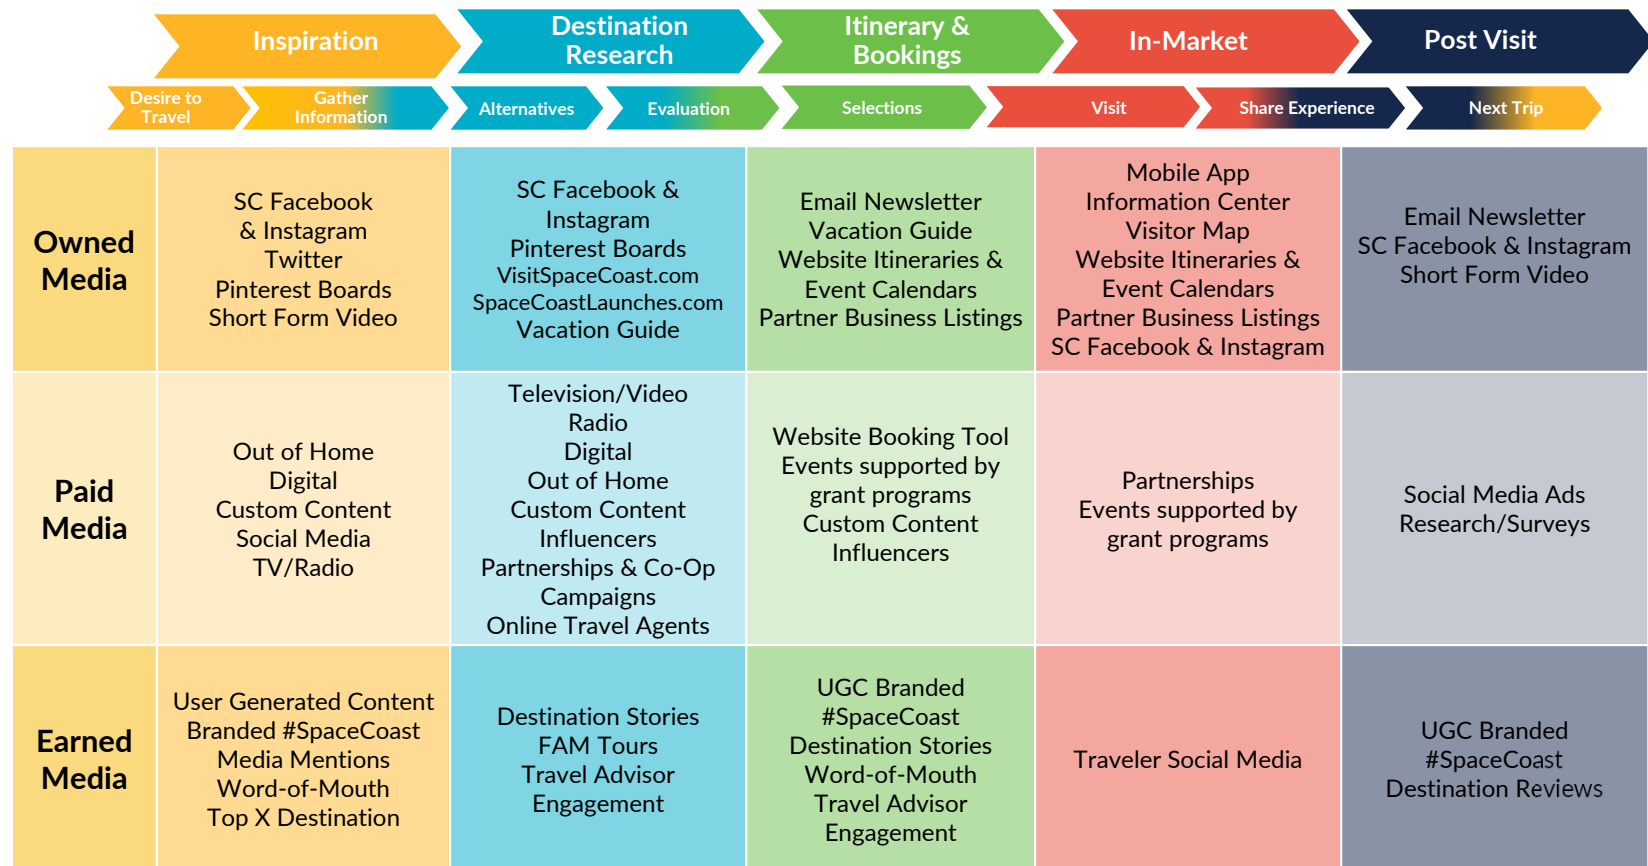 Inspiration
Destination
Research
Itinerary &
Bookings
In-Market
Post Visit
Desire to
Travel
Gather
Information
Alternatives
Evaluation
Selections
Visit
Share Experience
Next Trip
Owned
Media
SC Facebook
& Instagram
Twitter
Pinterest Boards
Short Form Video
SC Facebook &
Instagram
Pinterest Boards
VisitSpaceCoast.com
SpaceCoastLaunches.com
Vacation Guide
Email Newsletter
Vacation Guide
Website Itineraries &
Event Calendars
Partner Business Listings
Mobile App
Information Center
Visitor Map
Website Itineraries &
Event Calendars
Partner Business Listings
SC Facebook & Instagram
Email Newsletter
SC Facebook & Instagram
Short Form Video
Paid
Media
Out of Home
Digital
Custom Content
Social Media
TV/Radio
Television/Video
Radio
Digital
Out of Home
Custom Content
Influencers
Partnerships & Co-Op
Campaigns
Online Travel Agents
Website Booking Tool
Events supported by
grant programs
Custom Content
Influencers
Partnerships
Events supported by
grant programs
Social Media Ads
Research/Surveys
Earned
Media
User Generated Content
Branded #SpaceCoast
Media Mentions
Word-of-Mouth
Top X Destination
Destination Stories
FAM Tours
Travel Advisor
Engagement
UGC Branded
#SpaceCoast
Destination Stories
Word-of-Mouth
Travel Advisor
Engagement
Traveler Social Media
UGC Branded
#SpaceCoast
Destination Reviews